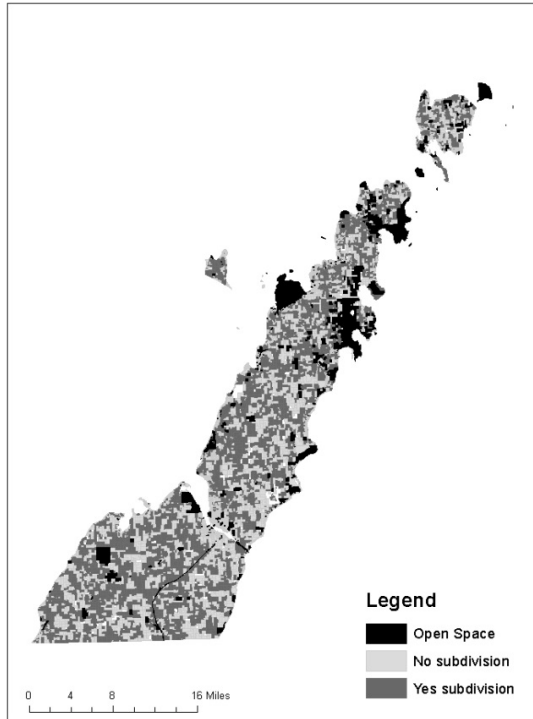 Legend
Open Space
No subdivision
Yes subdivision
0 4 8 16 Miles